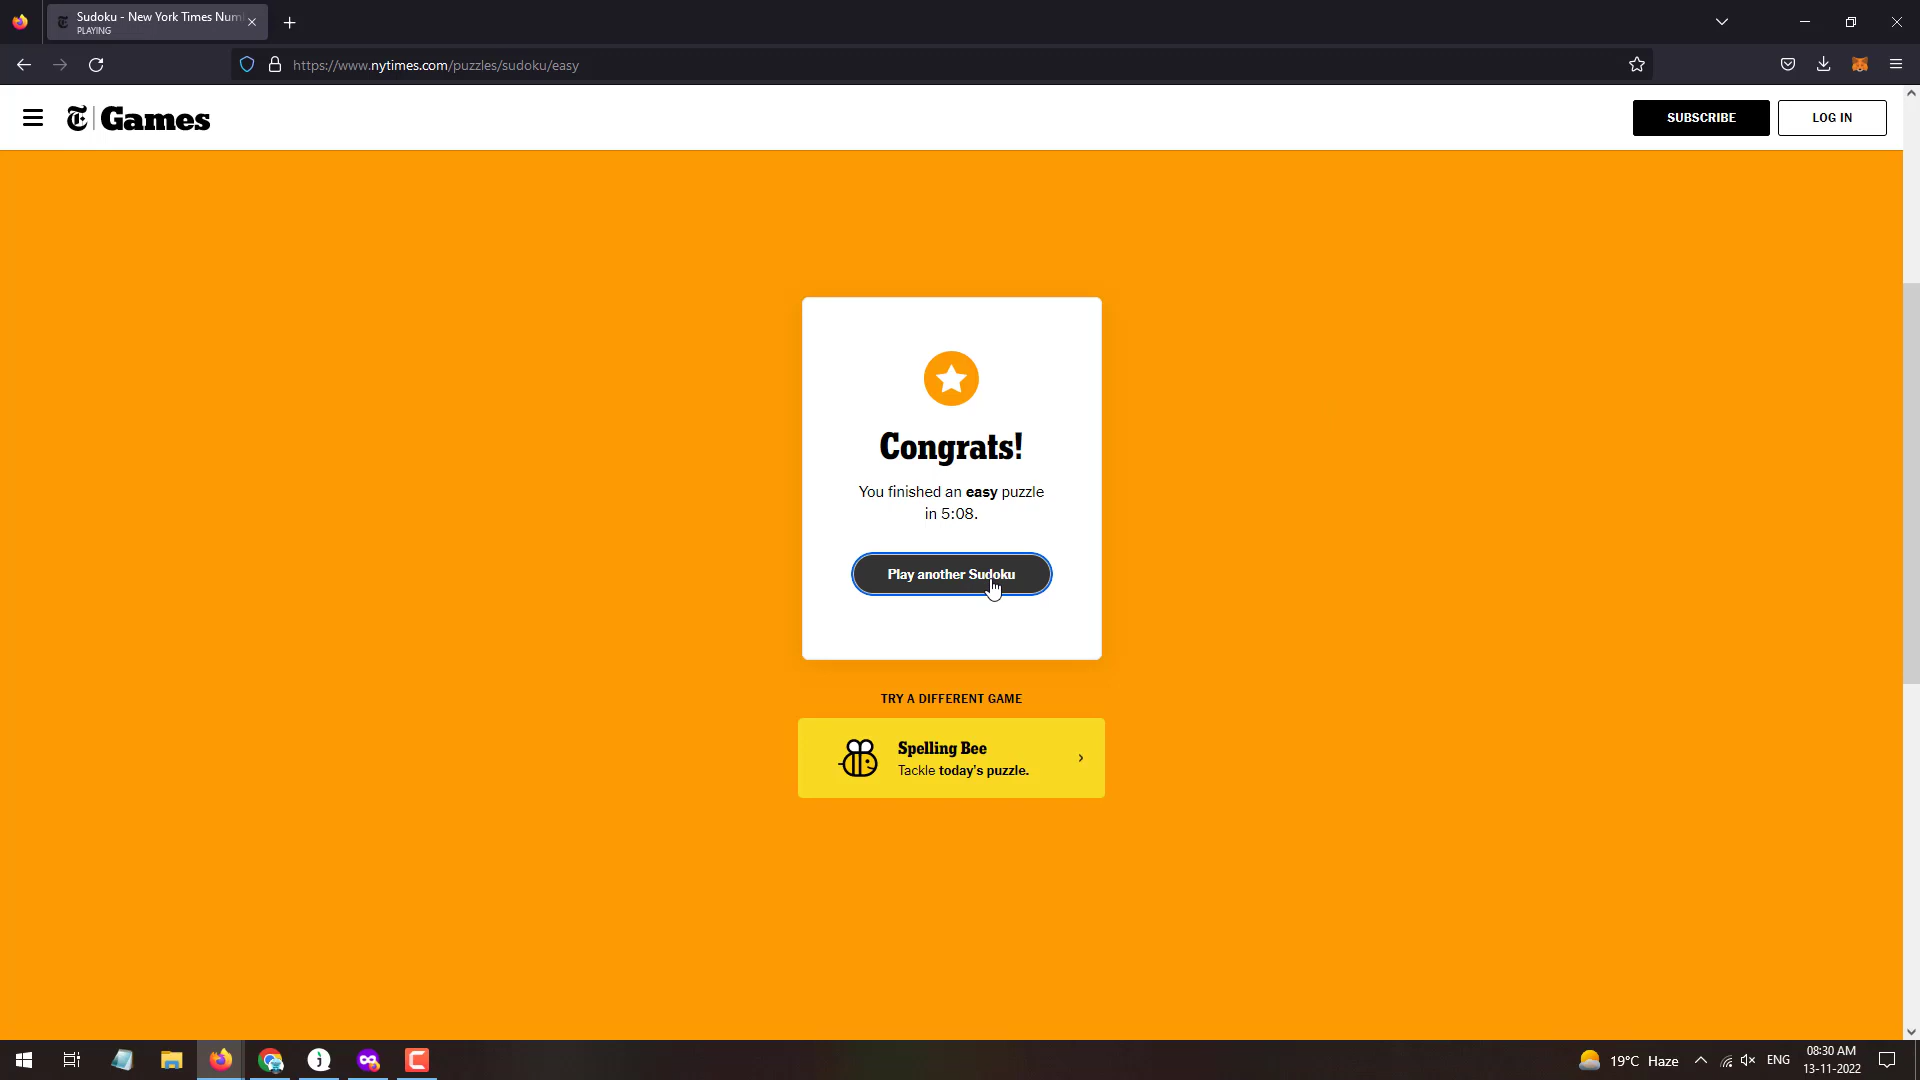 Sudoku - New York Times Num
PLAYING
https://www.nytimes.com/puzzles/sudoku/easy
T Games
SUBSCRIBE
LOG IN
Congrats!
You finished an easy puzzle
in 5:08.
Play another Sudoku
TRY A DIFFERENT GAME
Spelling Bee
Tackle today's puzzle.
19°C Haze
ENG
08:30 AM
13-11-2022